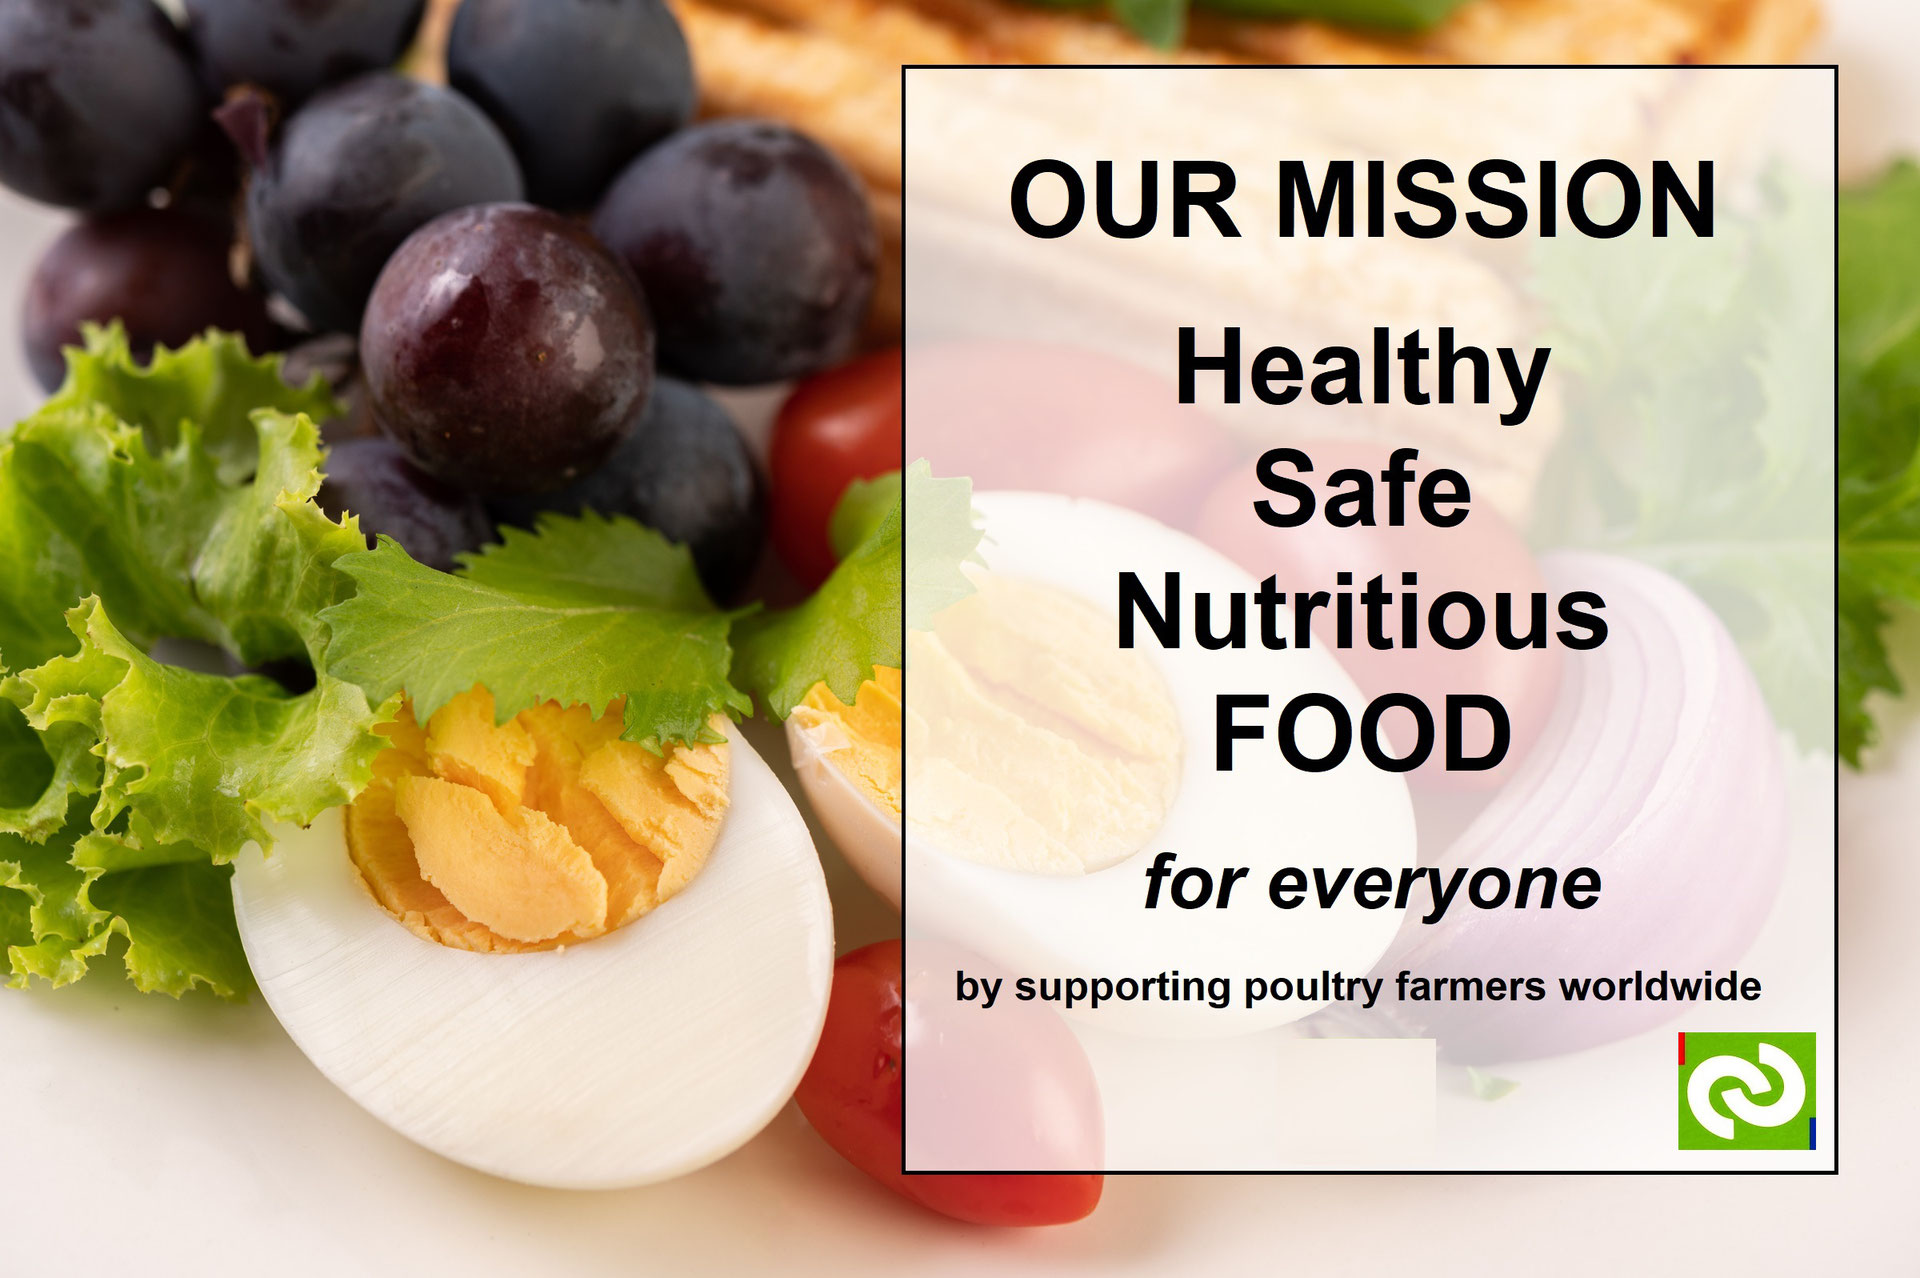 OUR MISSION
Healthy
Safe
Nutritious
FOOD
for everyone
by supporting poultry farmers worldwide